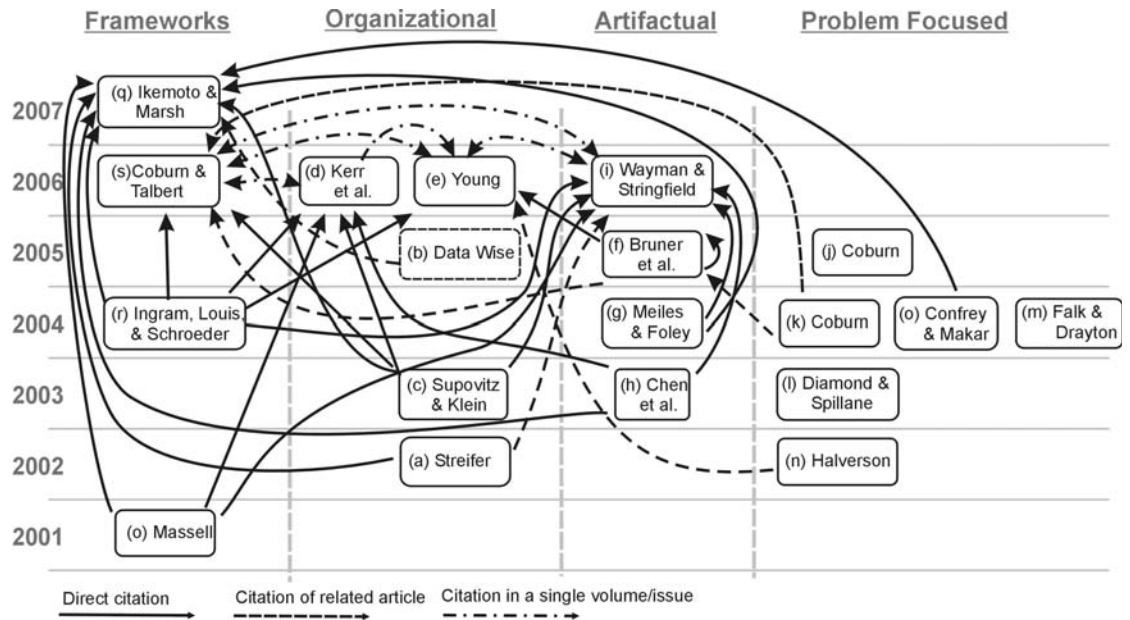 Frameworks Organizational Artifactual Problem Focused
2007
(q) Ikemoto &
Marsh
2006
(s)Coburn &
Talbert
(d) Kerr
et al.
(e) Young
(i) Wayman &
Stringfield
2005
(b) Data Wise
(f) Bruner
et al.
(j) Coburn
2004
(r) Ingram, Louis,
& Schroeder
(g) Meiles
& Foley
(k) Coburn
(o) Confrey
& Makar
(m) Falk &
Drayton
2003
(c) Supovitz
& Klein
(h) Chen
et al.
(l) Diamond &
Spillane
2002
(a) Streifer
(n) Halverson
2001
(o) Massell
Direct citation
Citation of related article
Citation in a single volume/issue